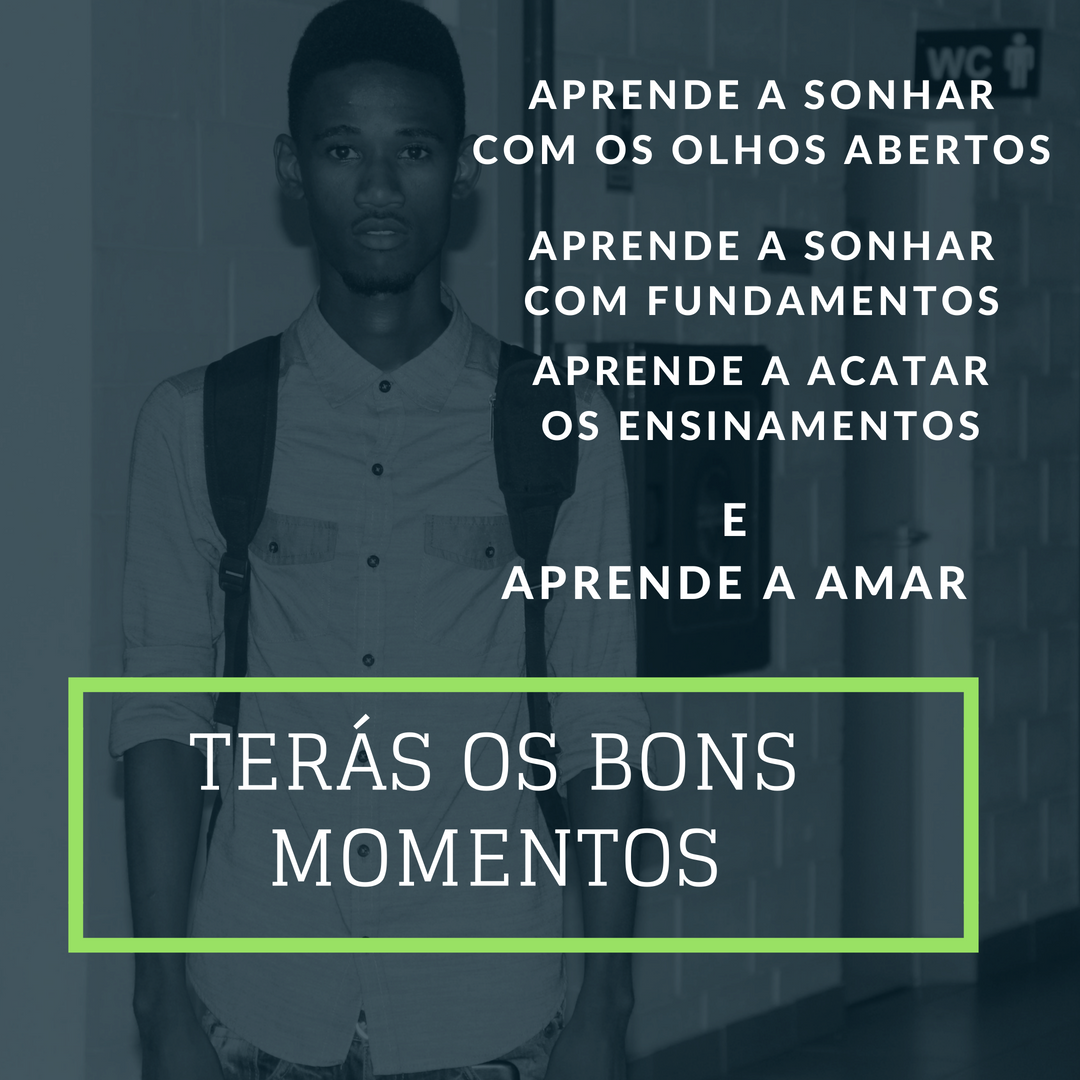 WC
APRENDE A SONHAR
COM OS OLHOS ABERTOS
APRENDE A SONHAR
COM FUNDAMENTOS
APRENDE A ACATAR
OS ENSINAMENTOS
E
APRENDE A AMAR
TERÁS OS BONS
MOMENTOS